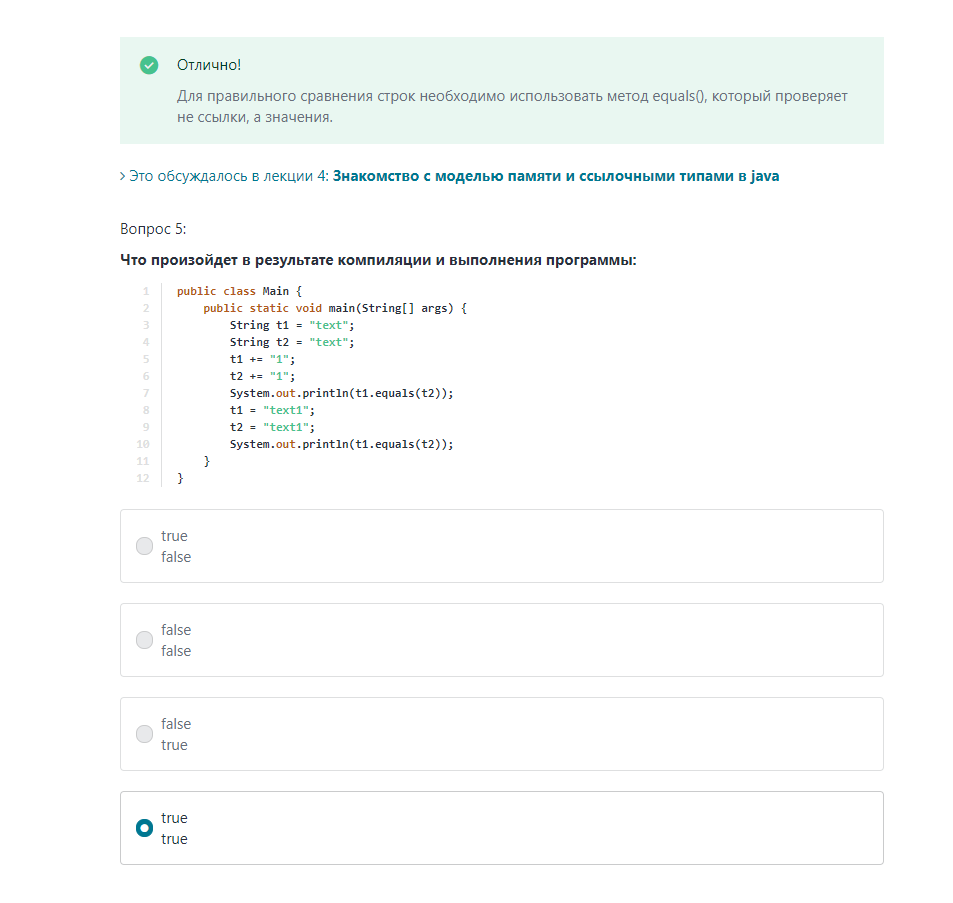 Отлично!
Для правильного сравнения строк необходимо использовать метод equals(), который проверяет
не ссылки, а значения.
> Это обсуждалось в лекции 4: Знакомство с моделью памяти и ссылочными типами в java
Вопрос 5:
Что произойдет в результате компиляции и выполнения программы:
1 public class Main {
2 public static void main(String[] args) {
3 String t1 = "text";
4 String t2 = "text";
5 t1 += "1";
6 t2 += "1";
7 System.out.println(t1.equals(t2));
8 t1 = "text1";
9 t2 = "text1";
10 System.out.println(t1.equals(t2));
11 }
12 }
true
false
false
false
false
true
true
true